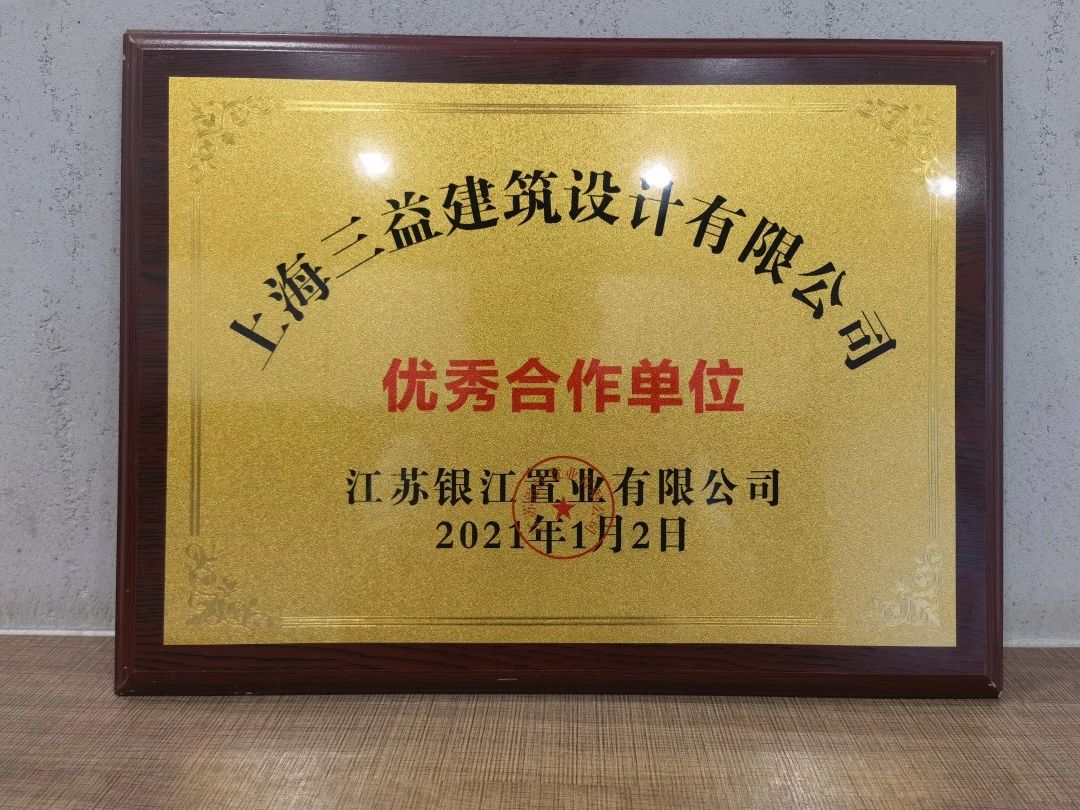 上海三益建筑设计有限公司
优秀合作单位
江苏银江置业有限公司
2021年1月2日